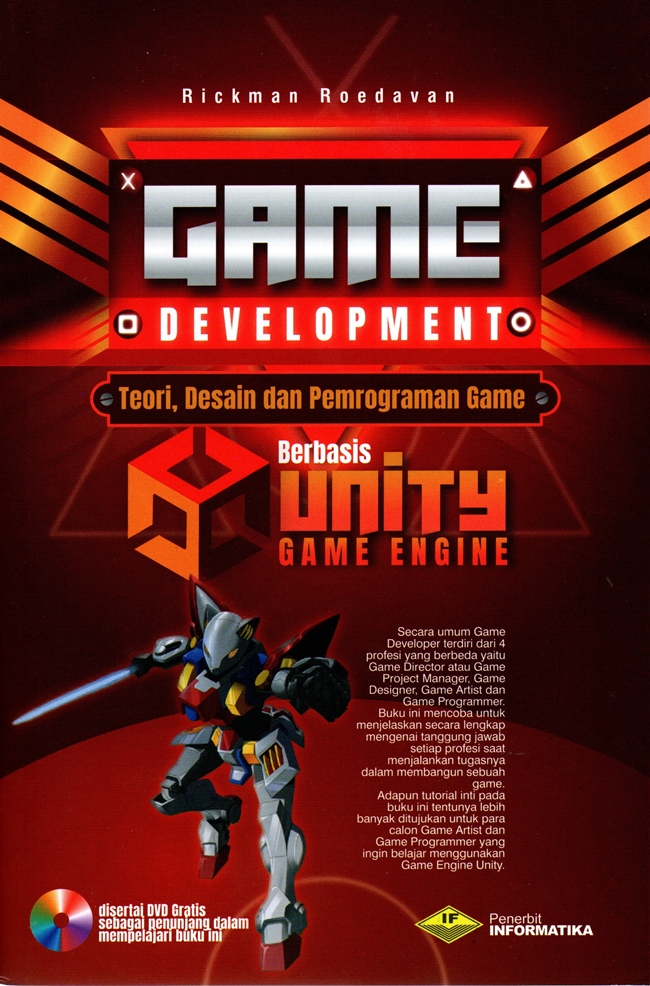 Rickman Roedavan
GAME
DEVELOPMENT
Teori, Desain dan Pemrograman Game
Berbasis
UNITY
GAME ENGINE
Secara umum Game
Developer terdiri dari 4
profesi yang berbeda yaitu
Game Director atau Game
Project Manager, Game
Designer, Game Artist dan
Game Programmer.
Buku ini mencoba untuk
menjelaskan secara lengkap
mengenai tanggung jawab
setiap profesi saat
menjalankan tugasnya
dalam membangun sebuah
game.
Adapun tutorial inti pada
buku ini tentunya lebih
banyak ditujukan untuk para
calon Game Artist dan
Game Programmer yang
ingin belajar menggunakan
Game Engine Unity.
disertai DVD Gratis
sebagai penunjang dalam
mempelajari buku ini
IF
Penerbit
INFORMATIKA